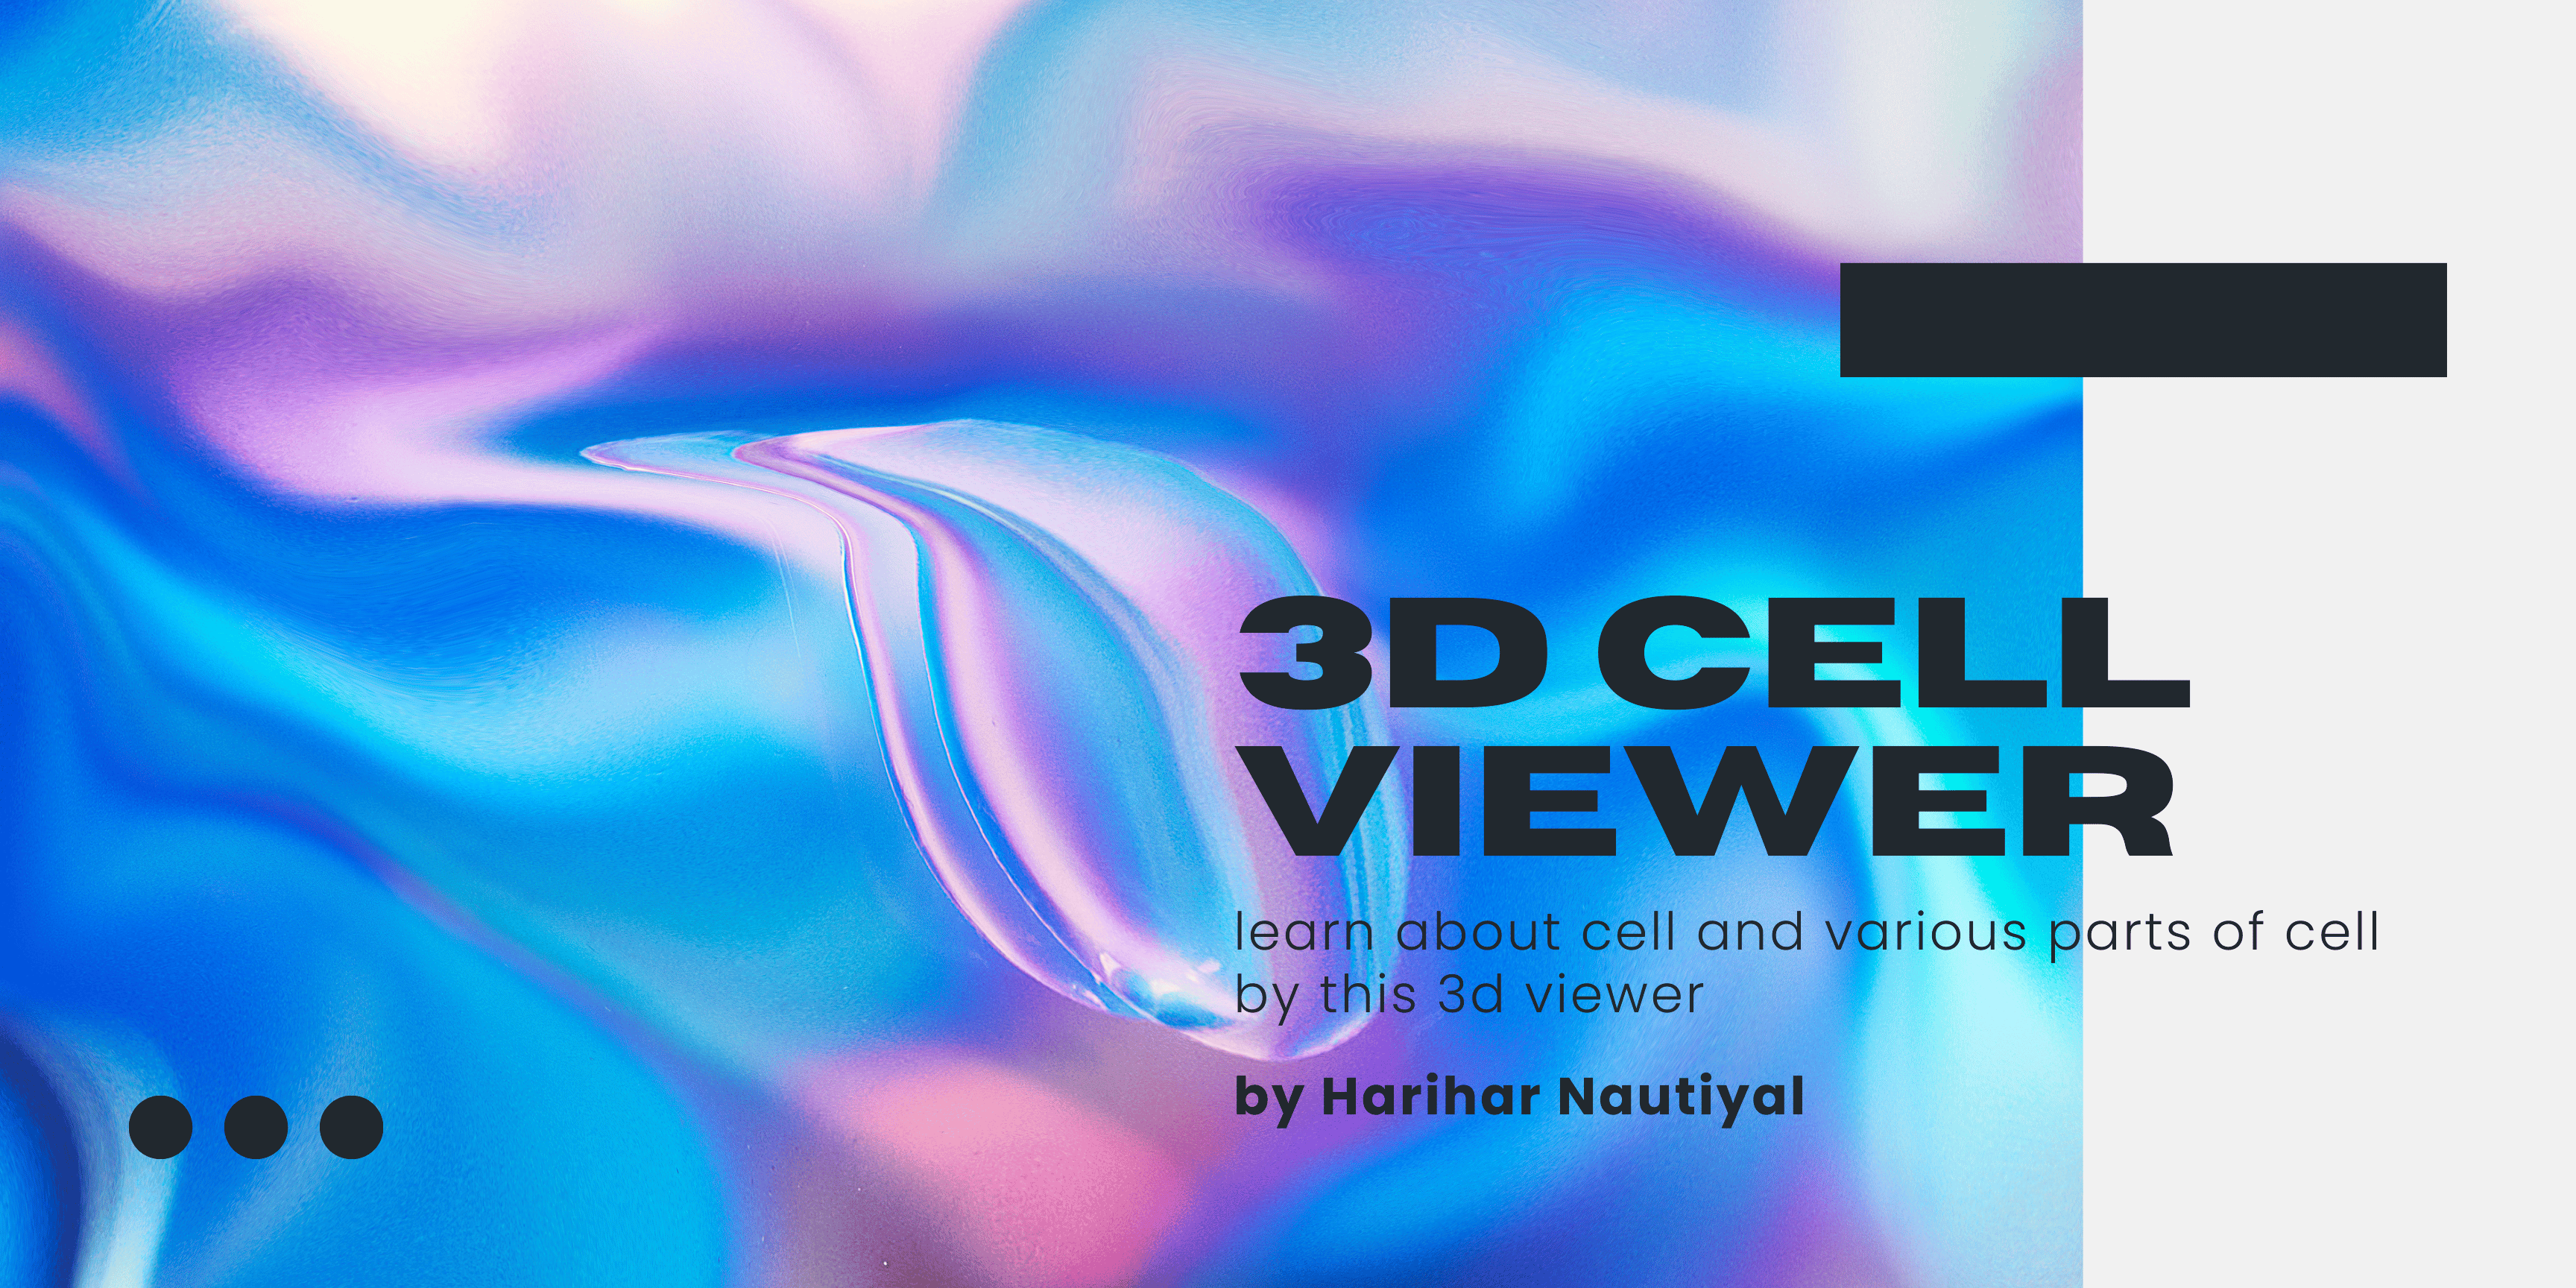 3D CELL
VIEWER
learn about cell and various parts of cell
by this 3d viewer
by Harihar Nautiyal